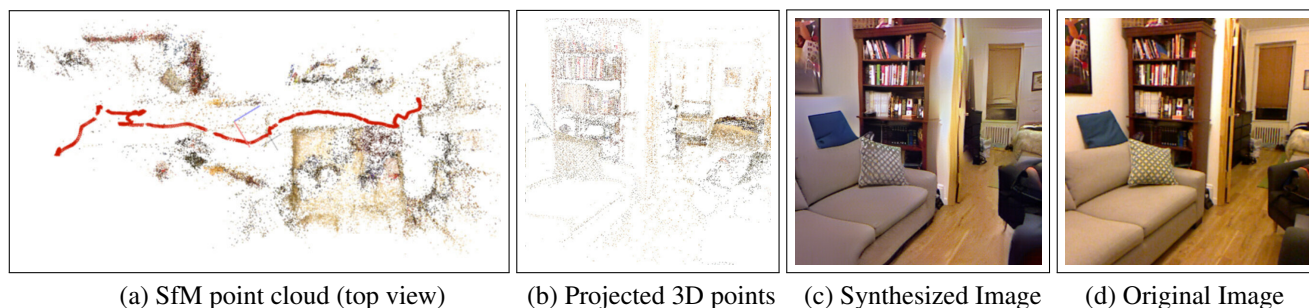 (a) SfM point cloud (top view)
(b) Projected 3D points
(c) Synthesized Image
(d) Original Image